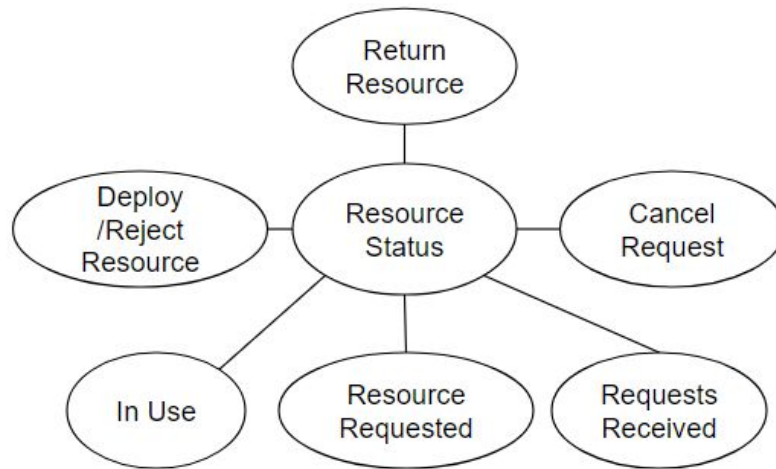 Return
Resource
Deploy
/Reject
Resource
Resource
Status
Cancel
Request
In Use
Resource
Requested
Requests
Received